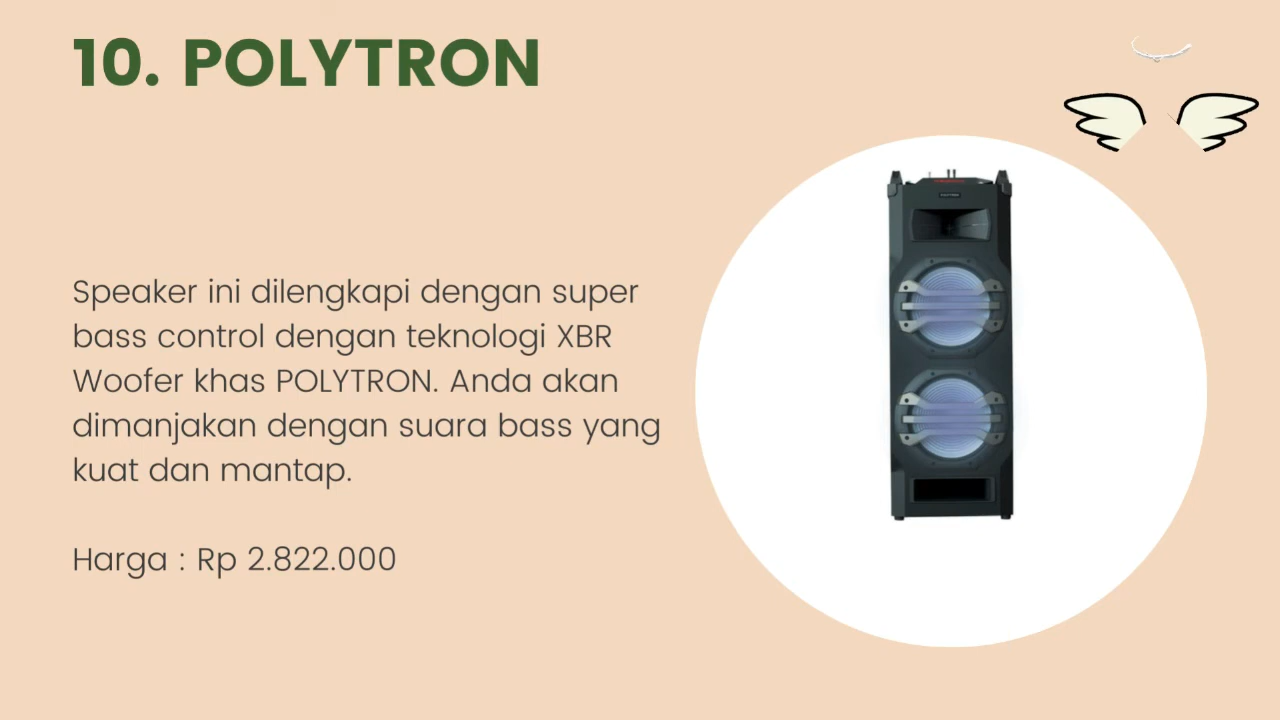 10. POLYTRON
Speaker ini dilengkapi dengan super
bass control dengan teknologi XBR
Woofer khas POLYTRON. Anda akan
dimanjakan dengan suara bass yang
kuat dan mantap.
Harga : Rp 2.822.000